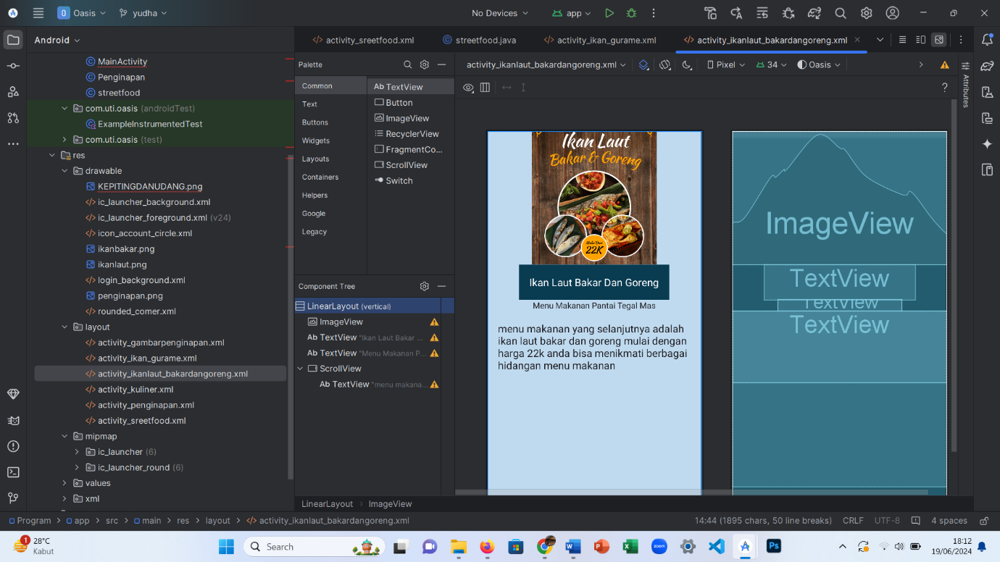 Oasis
yudha
No Devices
app
Android
activity_sreetfood.xml
streetfood.java
activity_ikan_gurame.xml
activity_ikanlaut_bakardangoreng.xml
MainActivity
Penginapan
streetfood
com.uti.oasis (androidTest)
ExampleInstrumentedTest
com.uti.oasis (test)
res
drawable
KEPITINGDANUDANG.png
ic_launcher_background.xml
ic_launcher_foreground.xml (v24)
icon_account_circle.xml
ikanbakar.png
ikanlaut.png
login_background.xml
penginapan.png
rounded_comer.xml
layout
activity_gambarpenginapan.xml
activity_ikan_gurame.xml
activity_ikanlaut_bakardangoreng.xml
activity_kuliner.xml
activity_penginapan.xml
activity_sreetfood.xml
mipmap
ic_launcher (6)
ic_launcher_round (6)
values
xml
Palette
Common
Text
Buttons
Widgets
Layouts
Containers
Helpers
Google
Legacy
Ab TextView
Button
ImageView
RecyclerView
FragmentCo...
ScrollView
Switch
Component Tree
LinearLayout (vertical)
ImageView
Ab TextView "Ikan Laut Bakar ...
Ab TextView "Menu Makanan P...
ScrollView
Ab TextView "menu makana...
activity_ikanlaut_bakardangoreng.xml
Pixel
34
Oasis
?
Attributes
Ikan Laut
Bakar & Goreng
Mulai Dari
22K
Ikan Laut Bakar Dan Goreng
Menu Makanan Pantai Tegal Mas
menu makanan yang selanjutnya adalah
ikan laut bakar dan goreng mulai dengan
harga 22k anda bisa menikmati berbagai
hidangan menu makanan
ImageView
TextView
TextView
TextView
LinearLayout > ImageView
Program > app > src > main > res > layout > activity_ikanlaut_bakardangoreng.xml
14:44 (1895 chars, 50 line breaks)
CRLF
UTF-8
4 spaces
1
28°C
Kabut
Search
zoom
Ps
18:12
19/06/2024